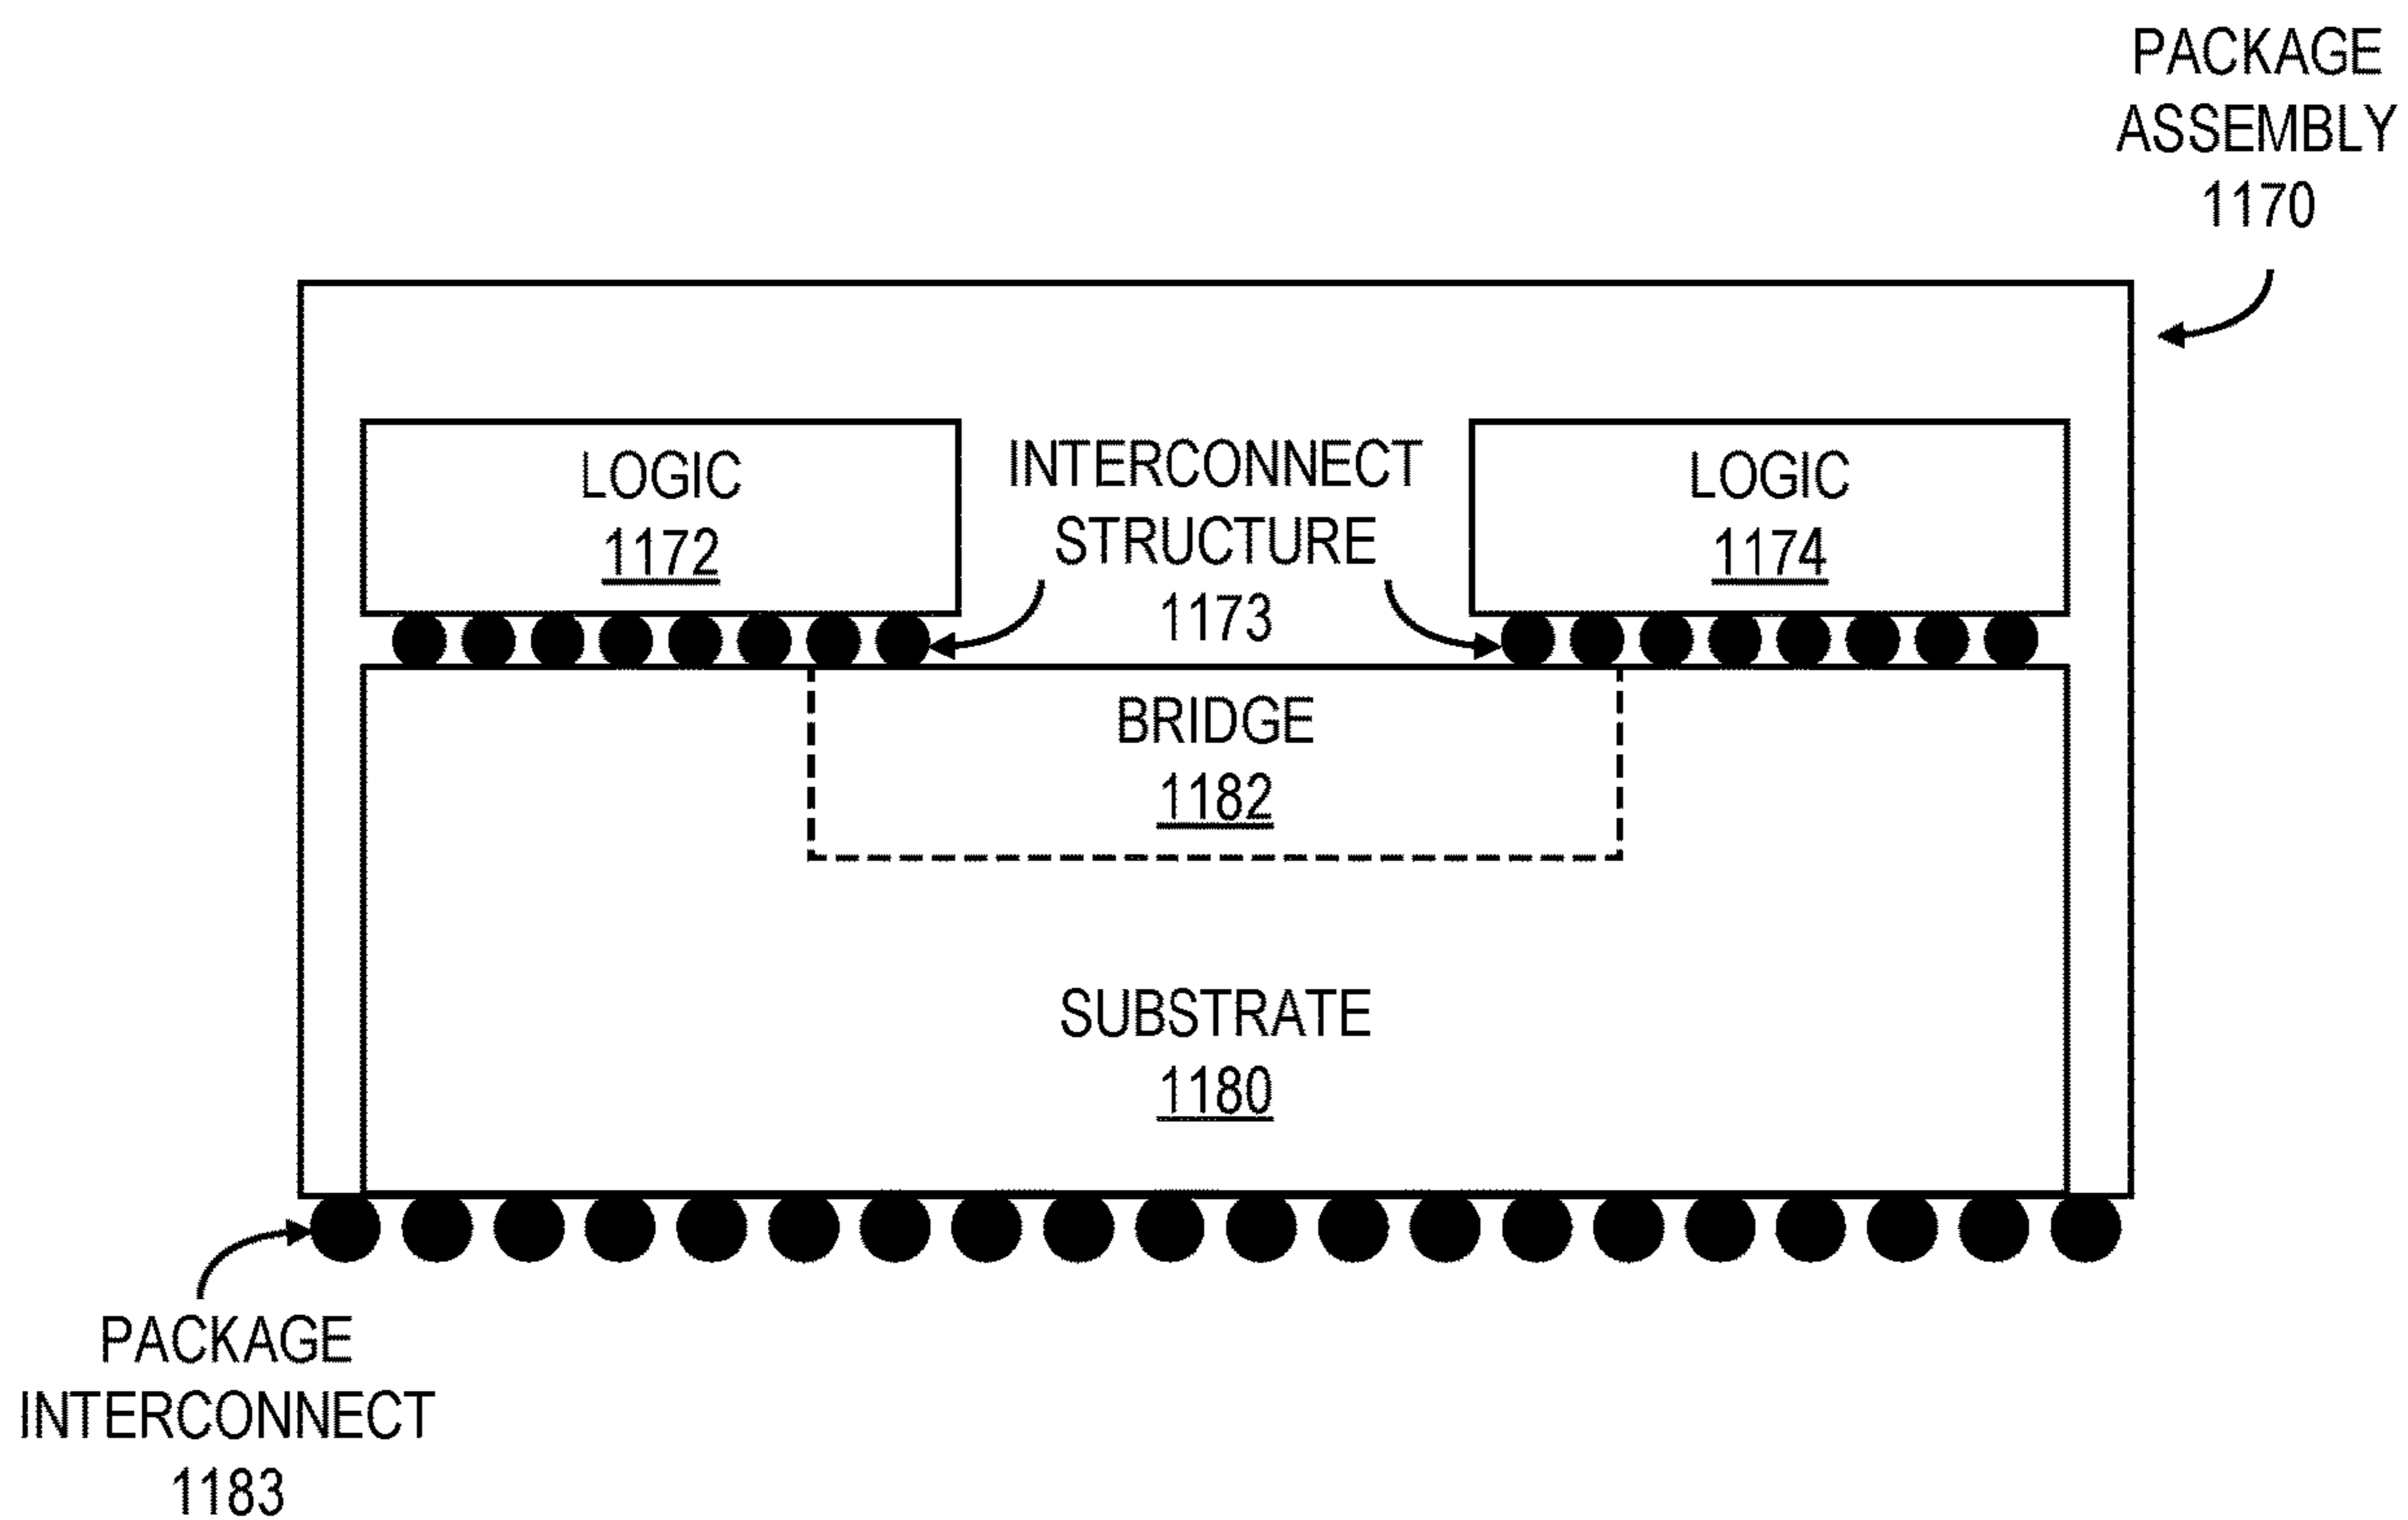 PACKAGE
ASSEMBLY
1170
LOGIC
1172
INTERCONNECT
STRUCTURE
1173
LOGIC
1174
BRIDGE
1182
SUBSTRATE
1180
PACKAGE
INTERCONNECT
1183